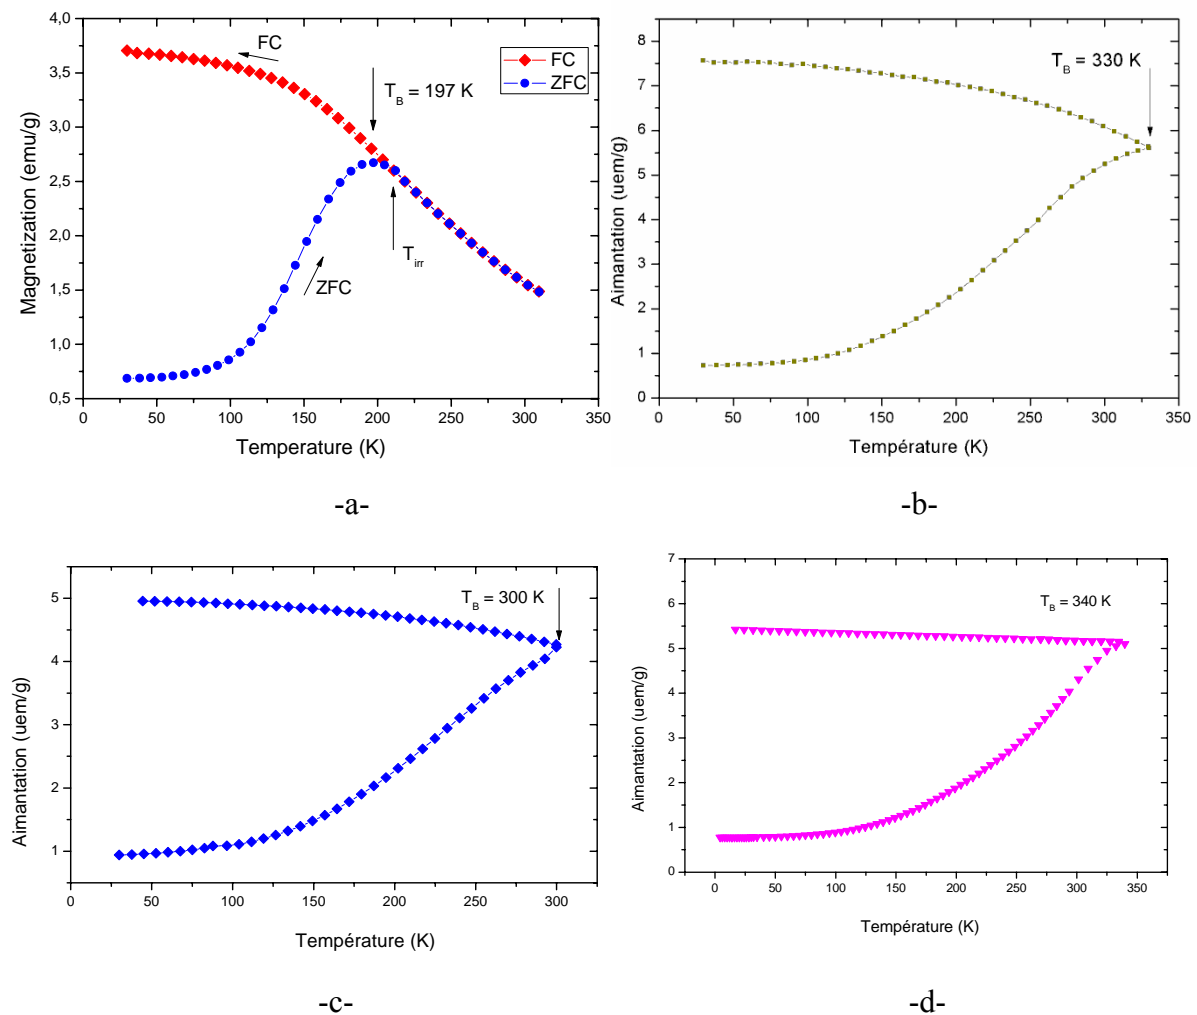 4,0
3,5
3,0
2,5
2,0
1,5
1,0
0,5
0 50 100 150 200 250 300 350
Magnetization (emu/g)
Temperature (K)
FC
T_B = 197 K
FC
ZFC
T_irr
ZFC
-a-
8
7
6
5
4
3
2
1
0
0 50 100 150 200 250 300 350
Aimantation (uem/g)
Température (K)
T_B = 330 K
-b-
5
4
3
2
1
0 50 100 150 200 250 300
Aimantation (uem/g)
Température (K)
T_B = 300 K
-c-
7
6
5
4
3
2
1
0
0 50 100 150 200 250 300 350
Aimantation (uem/g)
Température (K)
T_B = 340 K
-d-